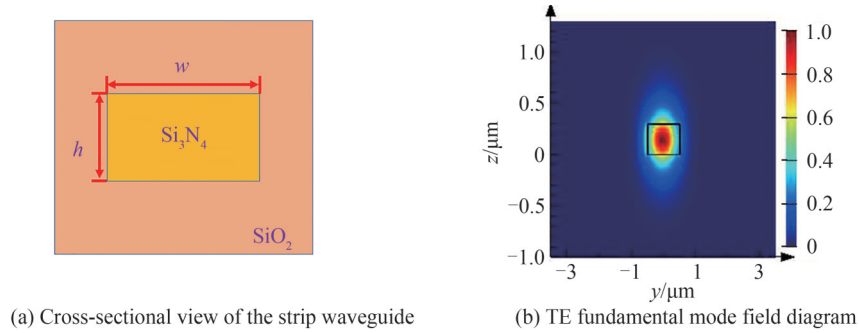 w
h
Si₃N₄
SiO₂
z/μm
1.0
0.5
0
−0.5
−1.0
−3
−1
1
3
y/μm
1.0
0.8
0.6
0.4
0.2
0
(a) Cross-sectional view of the strip waveguide
(b) TE fundamental mode field diagram